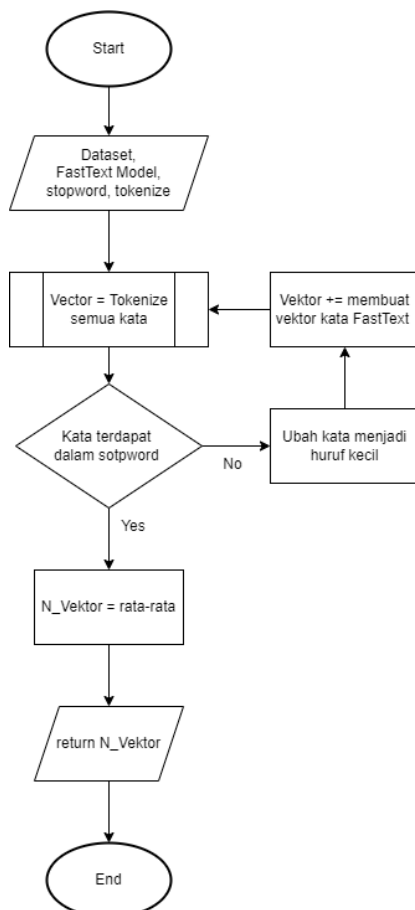 Start
Dataset,
FastText Model,
stopword, tokenize
Vector = Tokenize
semua kata
Vektor += membuat
vektor kata FastText
Kata terdapat
dalam sotpword
No
Ubah kata menjadi
huruf kecil
Yes
N_Vektor = rata-rata
return N_Vektor
End